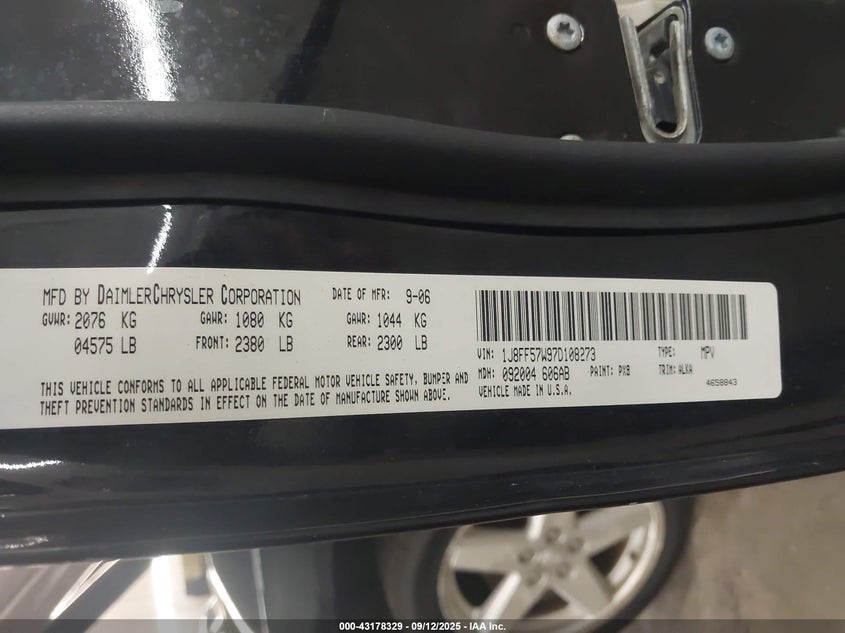 MFD BY DAIMLERCHRYSLER CORPORATION DATE OF MFR: 9-06
GVWR: 2076 KG GAWR: 1080 KG GAWR: 1044 KG
04575 LB FRONT: 2380 LB REAR: 2300 LB
THIS VEHICLE CONFORMS TO ALL APPLICABLE FEDERAL MOTOR VEHICLE SAFETY, BUMPER AND
THEFT PREVENTION STANDARDS IN EFFECT ON THE DATE OF MANUFACTURE SHOWN ABOVE.
VIN: 1J8FF57W97D108273 TYPE: MPV
MDH: 092004 606AB PAINT: PXB TRIM: ALKA
VEHICLE MADE IN U.S.A. 4658843
000-43178329 - 09/12/2025 - IAA Inc.